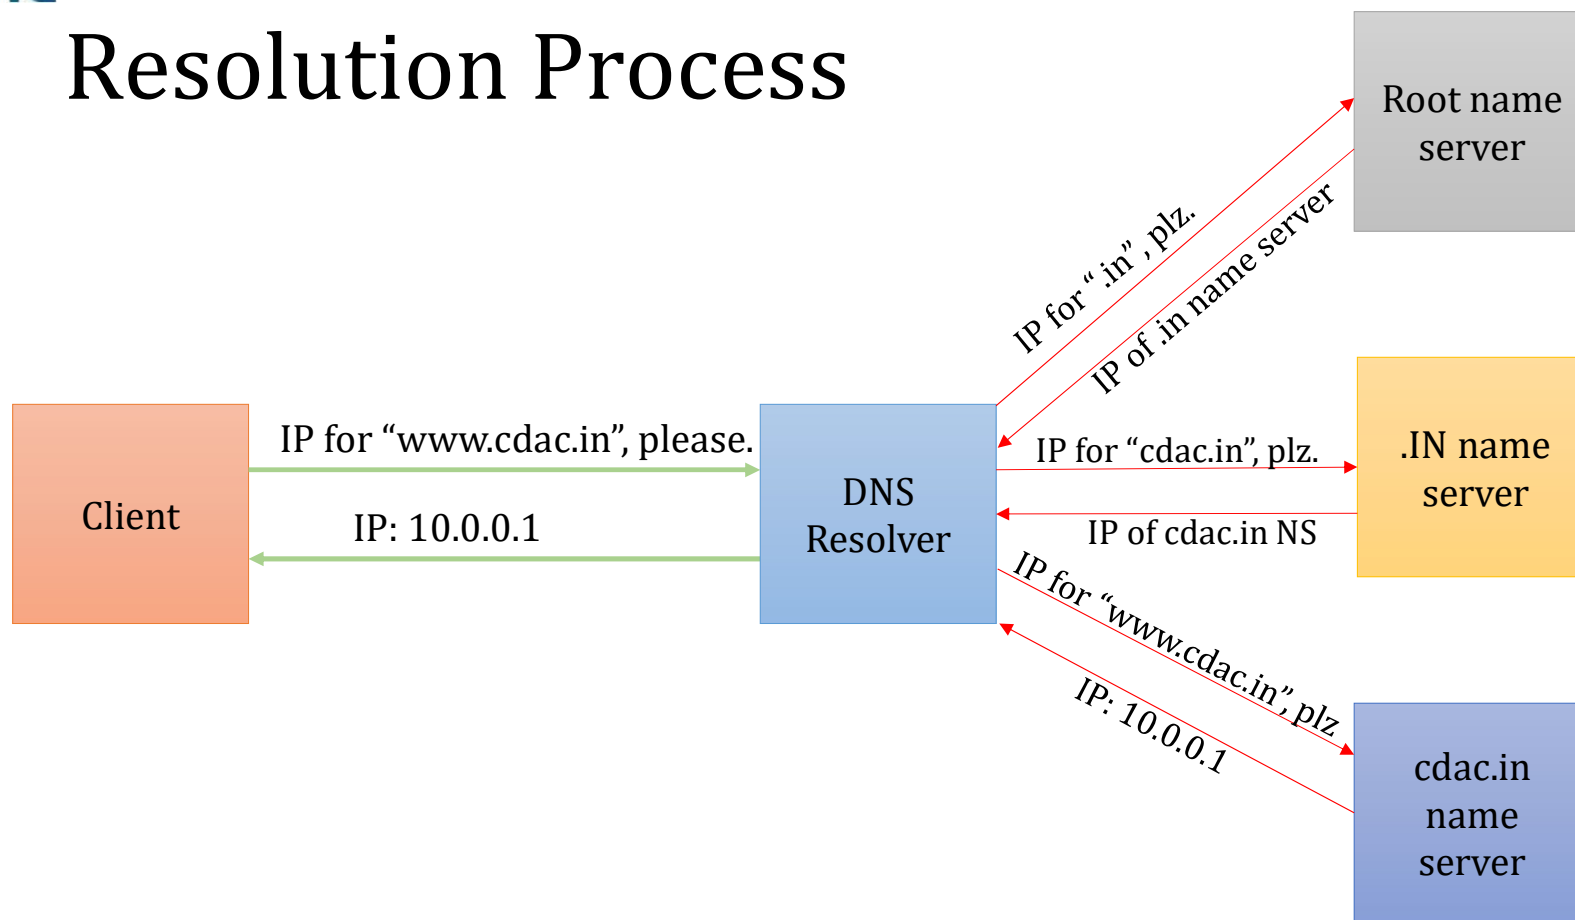 Resolution Process
Root name
server
IP for “.in”, plz.
IP of .in name server
IP for “www.cdac.in”, please.
IP: 10.0.0.1
Client
DNS
Resolver
IP for “cdac.in”, plz.
IP of cdac.in NS
.IN name
server
IP for “www.cdac.in”, plz
IP: 10.0.0.1
cdac.in
name
server